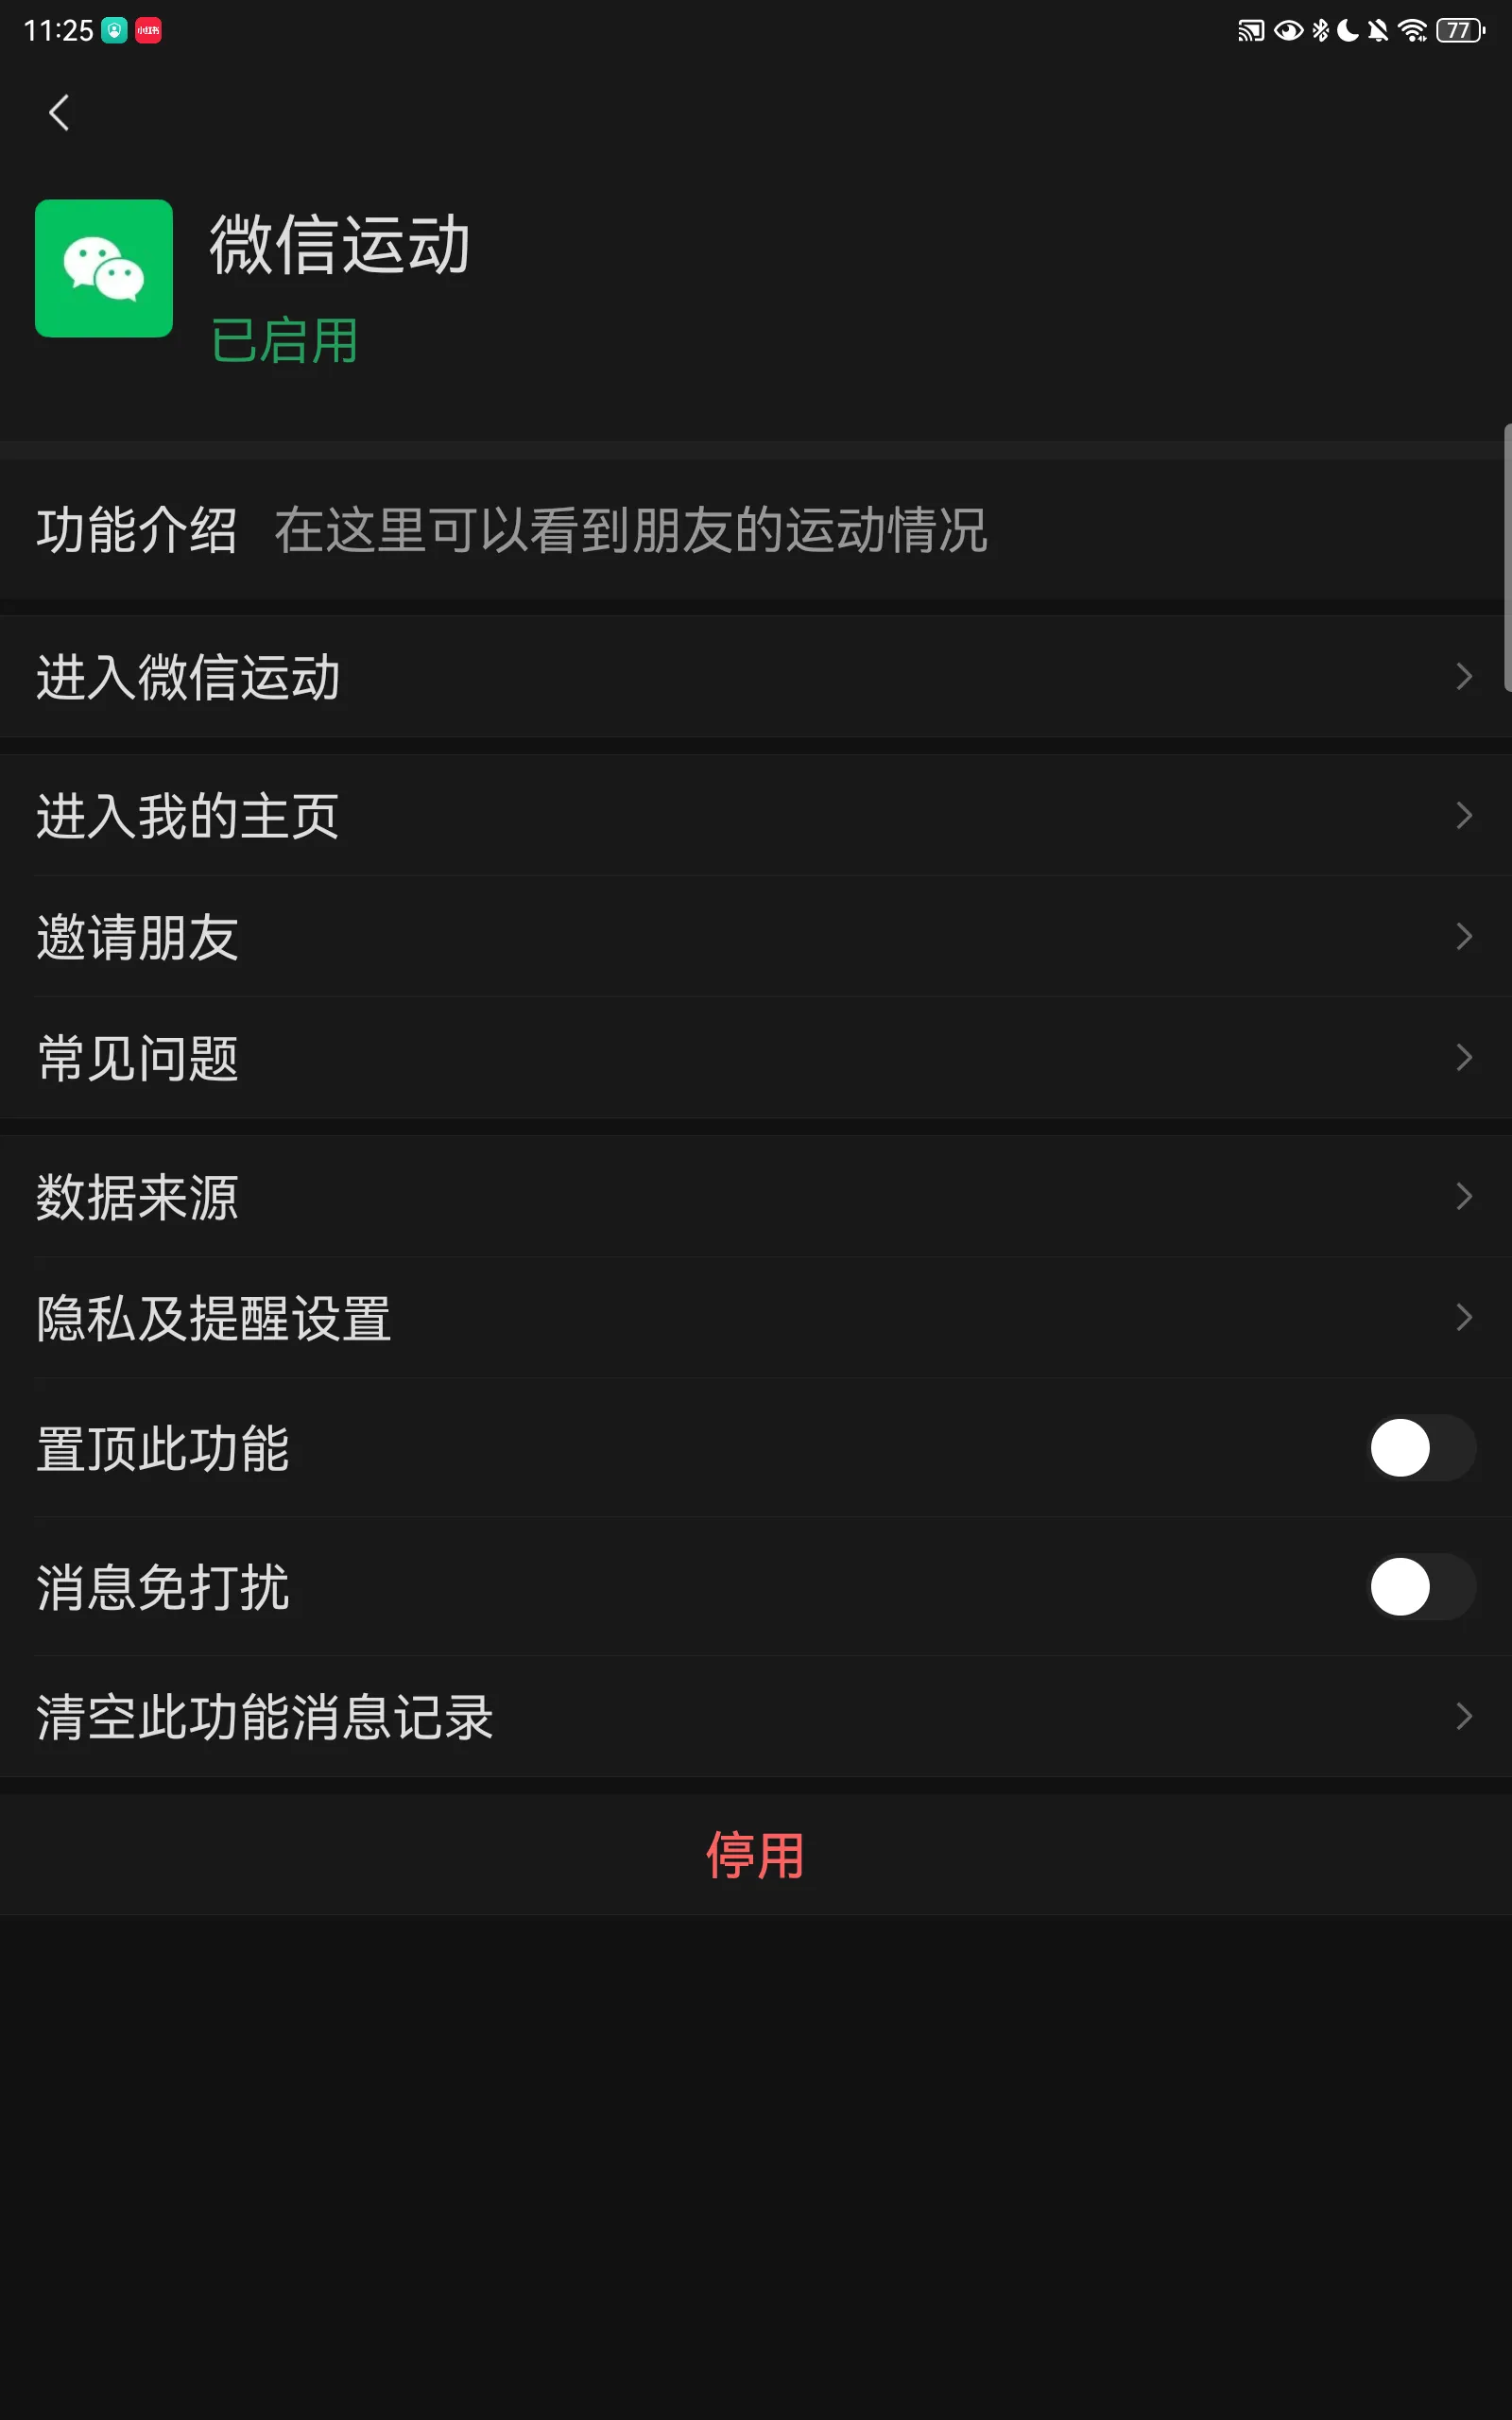 11:25 小红书 77
微信运动
已启用
功能介绍 在这里可以看到朋友的运动情况
进入微信运动
进入我的主页
邀请朋友
常见问题
数据来源
隐私及提醒设置
置顶此功能
消息免打扰
清空此功能消息记录
停用